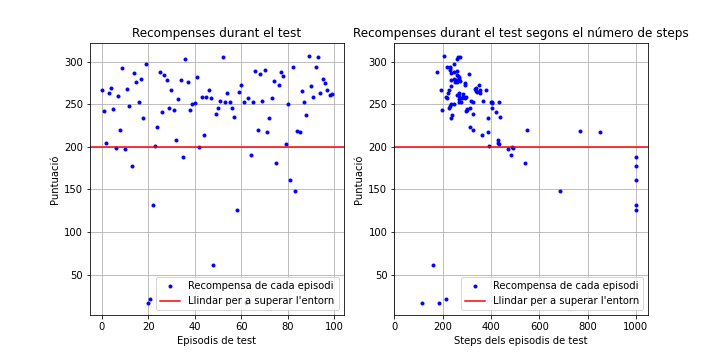 Recompenses durant el test
Puntuació
300
250
200
150
100
50
0
20
40
60
80
100
Episodis de test
Recompensa de cada episodi
Llindar per a superar l'entorn
Recompenses durant el test segons el número de steps
Puntuació
300
250
200
150
100
50
0
200
400
600
800
1000
Steps dels episodis de test
Recompensa de cada episodi
Llindar per a superar l'entorn